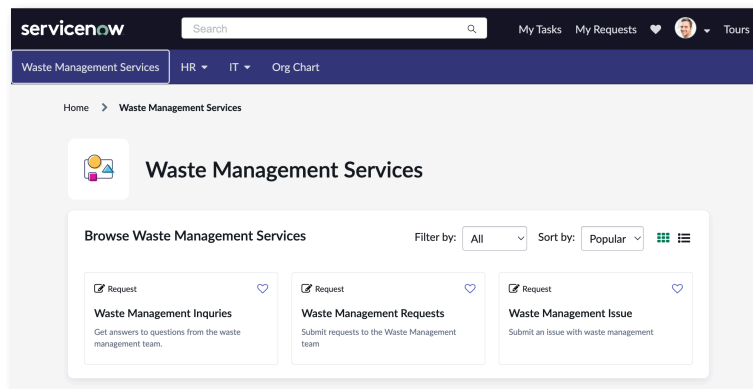 servicenow
Search
My Tasks My Requests Tours
Waste Management Services HR IT Org Chart
Home > Waste Management Services
Waste Management Services
Browse Waste Management Services
Filter by: All Sort by: Popular
Request
Waste Management Inquries
Get answers to questions from the waste
management team.
Request
Waste Management Requests
Submit requests to the Waste Management
team
Request
Waste Management Issue
Submit an issue with waste management